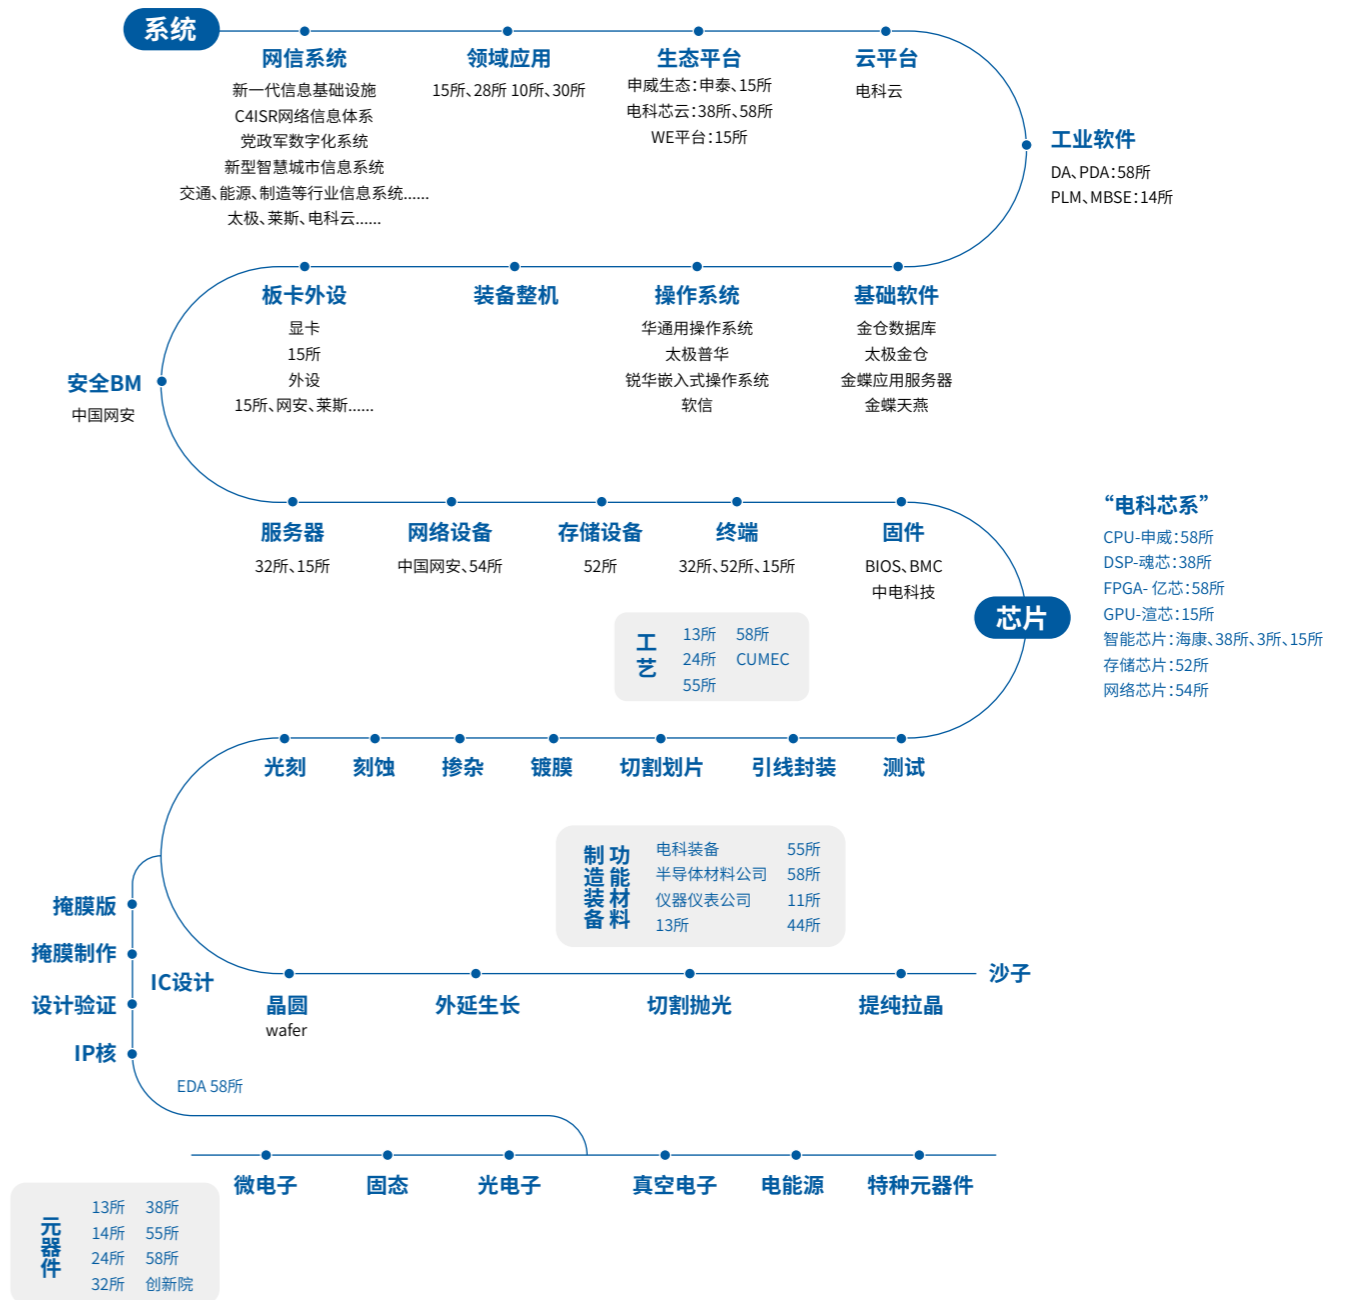 系统
网信系统
新一代信息基础设施
C4ISR网络信息体系
党政军数字化系统
新型智慧城市信息系统
交通、能源、制造等行业信息系统......
太极、莱斯、电科云......
领域应用
15所、28所 10所、30所
生态平台
申威生态：申泰、15所
电科芯云：38所、58所
WE平台：15所
云平台
电科云
工业软件
DA、PDA：58所
PLM、MBSE：14所
板卡外设
显卡
15所
外设
15所、网安、莱斯......
装备整机
操作系统
华通用操作系统
太极普华
锐华嵌入式操作系统
软信
基础软件
金仓数据库
太极金仓
金蝶应用服务器
金蝶天燕
安全BM
中国网安
服务器
32所、15所
网络设备
中国网安、54所
存储设备
52所
终端
32所、52所、15所
固件
BIOS、BMC
中电科技
芯片
“电科芯系”
CPU-申威：58所
DSP-魂芯：38所
FPGA- 亿芯：58所
GPU-渲芯：15所
智能芯片：海康、38所、3所、15所
存储芯片：52所
网络芯片：54所
工艺
13所 58所
24所 CUMEC
55所
光刻
刻蚀
掺杂
镀膜
切割划片
引线封装
测试
制造装备
功能材料
电科装备 55所
半导体材料公司 58所
仪器仪表公司 11所
13所 44所
掩膜版
掩膜制作
设计验证
IP核
IC设计
晶圆
wafer
外延生长
切割抛光
提纯拉晶
沙子
EDA 58所
微电子
固态
光电子
真空电子
电能源
特种元器件
元器件
13所 38所
14所 55所
24所 58所
32所 创新院